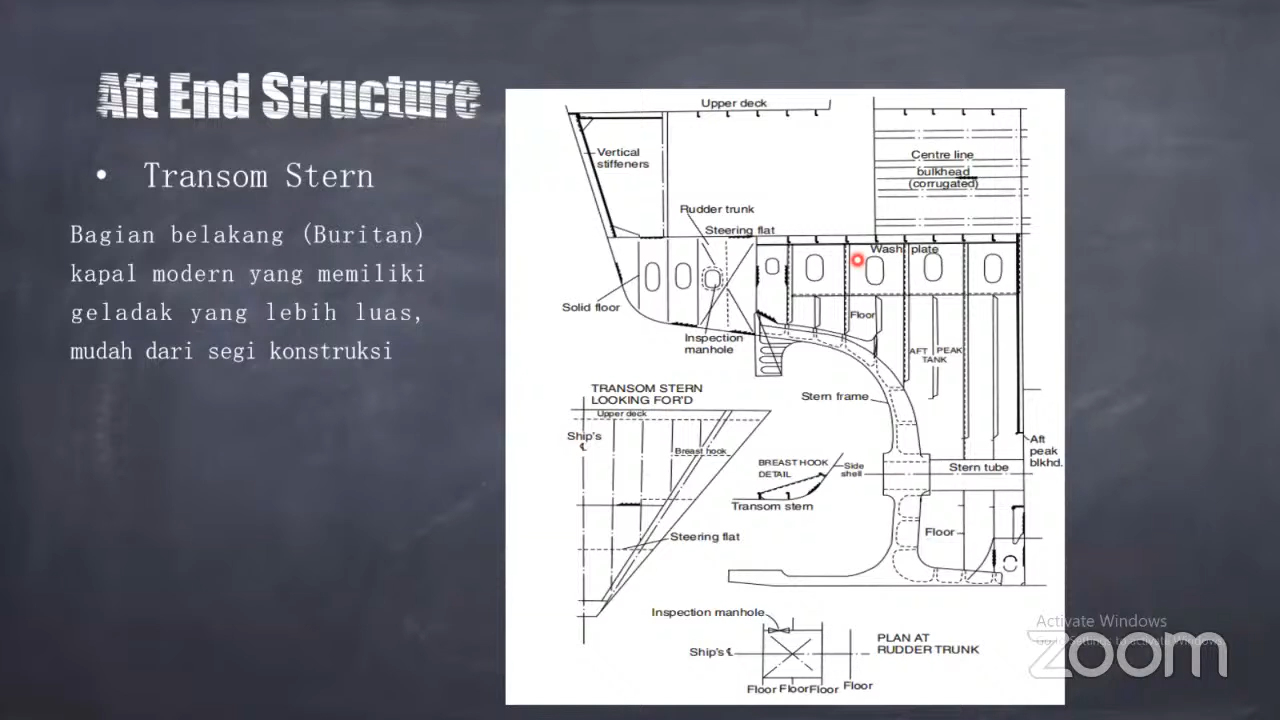 Aft End Structure
• Transom Stern
Bagian belakang (Buritan)
kapal modern yang memiliki
geladak yang lebih luas,
mudah dari segi konstruksi
Upper deck
Vertical
stiffeners
Centre line
bulkhead
(corrugated)
Rudder trunk
Steering flat
Wash plate
Solid floor
Floor
Inspection
manhole
AFT PEAK
TANK
TRANSOM STERN
LOOKING FOR'D
Upper deck
Stern frame
Ship's
℄
Breast hook
BREAST HOOK
DETAIL
Side
shell
Aft
peak
blkhd.
Stern tube
Transom stern
Steering flat
Floor
Inspection manhole
Ship's ℄
PLAN AT
RUDDER TRUNK
Floor Floor Floor Floor
Activate Windows
zoom